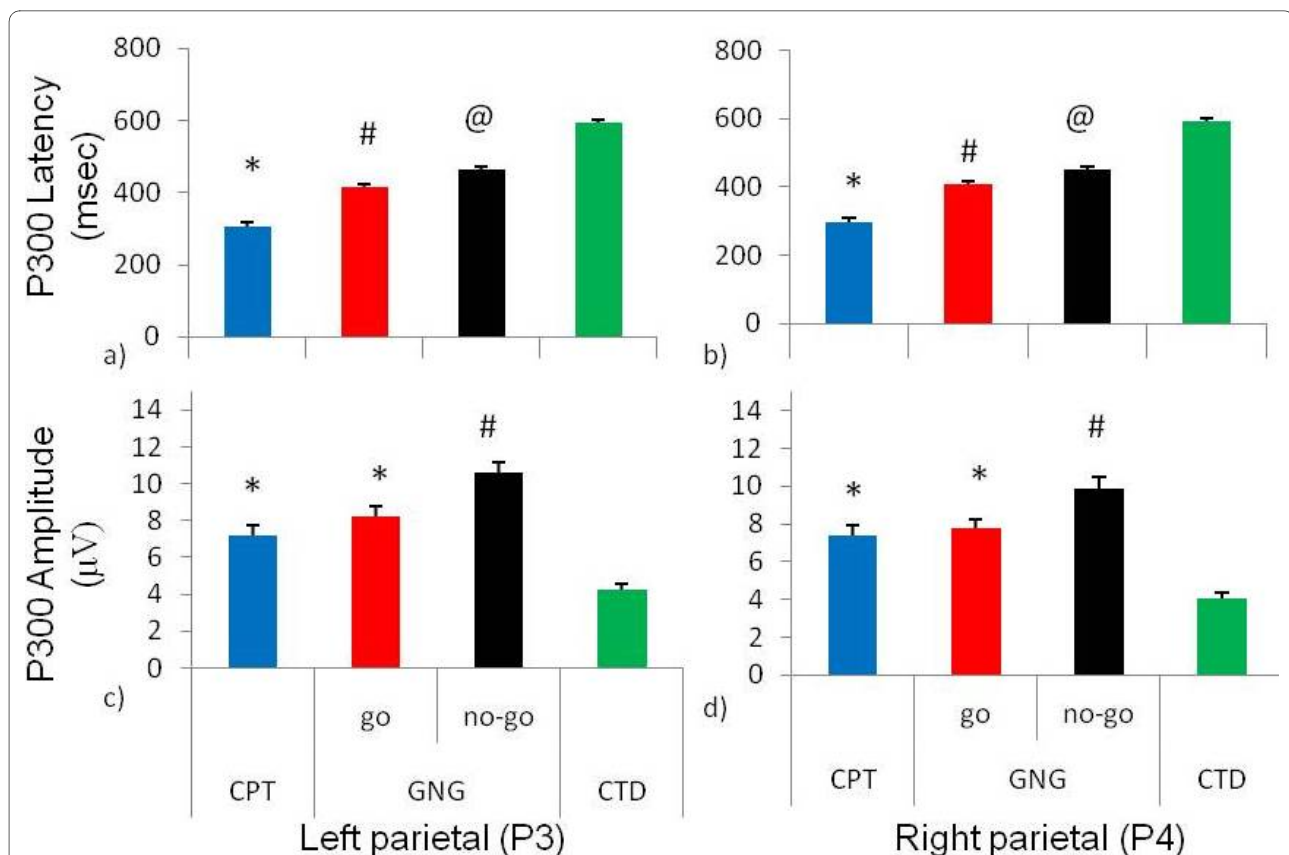 P300 Latency
(msec)
800
600
400
200
0
*
#
@
a)
800
600
400
200
0
*
#
@
b)
P300 Amplitude
(µV)
14
12
10
8
6
4
2
0
*
*
#
c)
go
no-go
CPT
GNG
CTD
Left parietal (P3)
14
12
10
8
6
4
2
0
*
*
#
d)
go
no-go
CPT
GNG
CTD
Right parietal (P4)